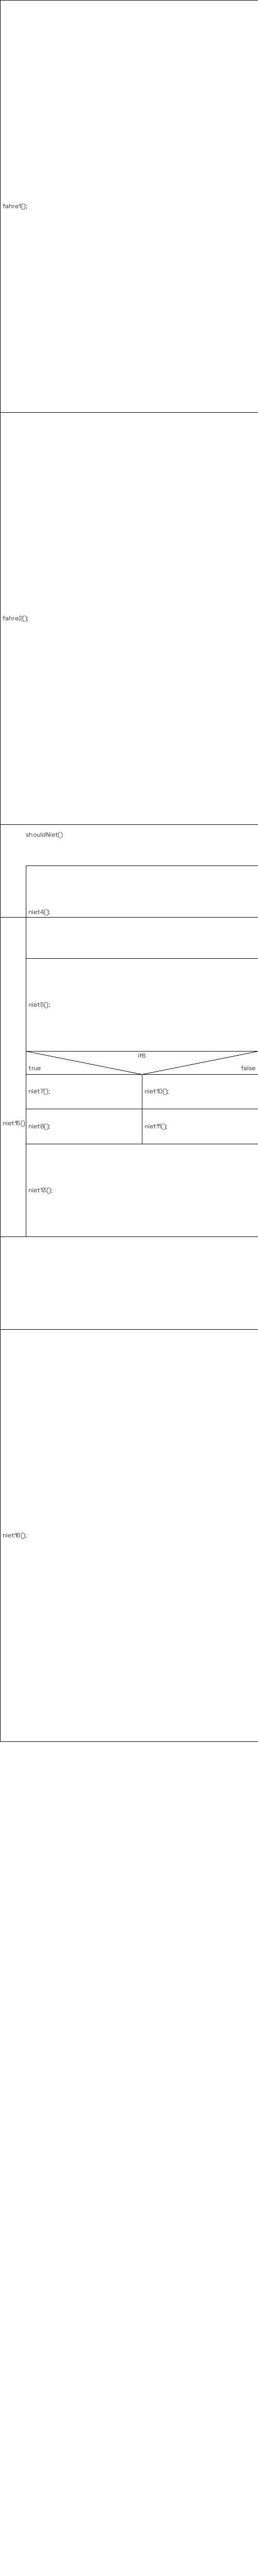 fahre1();
fahre2();
shouldNiet()
niet4();
niet5();
if6
true
false
niet7();
niet10();
niet15()
niet8();
niet11();
niet13();
niet16();